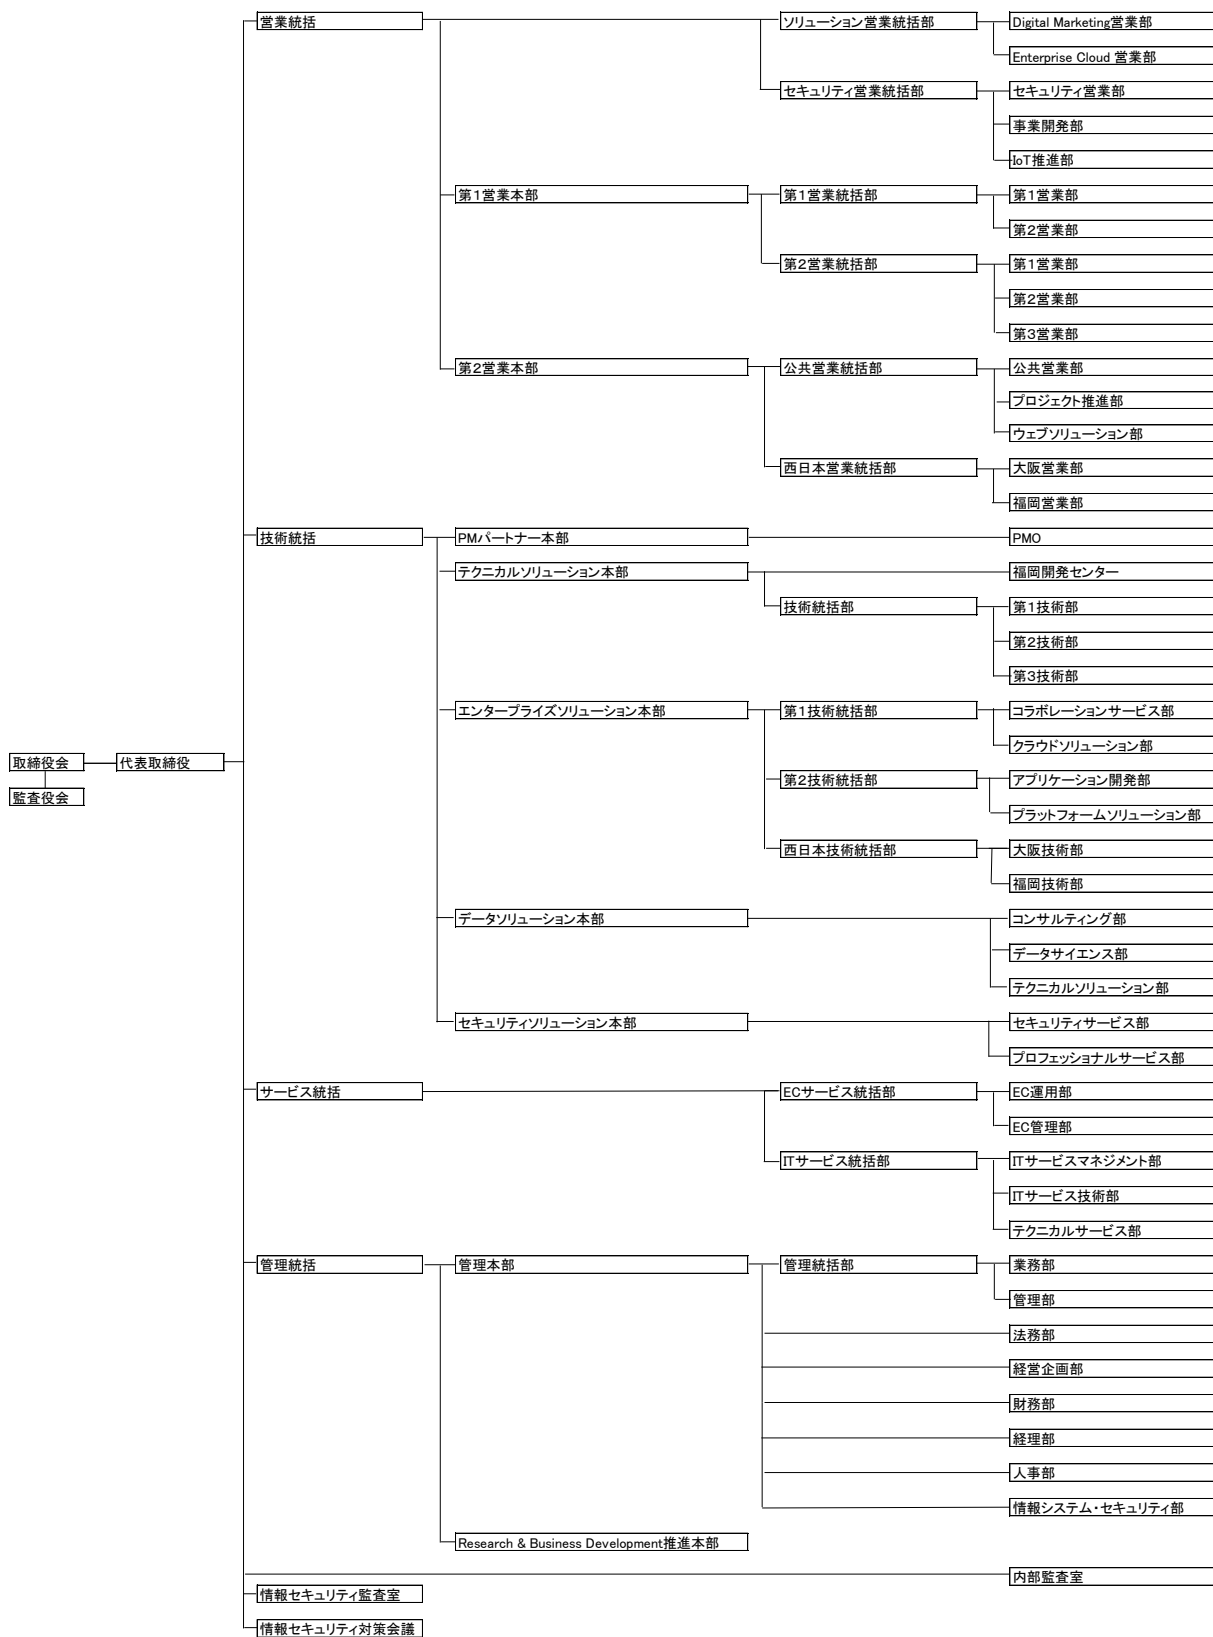 営業統括
ソリューション営業統括部
Digital Marketing営業部
Enterprise Cloud 営業部
セキュリティ営業統括部
セキュリティ営業部
事業開発部
IoT推進部
第1営業本部
第1営業統括部
第1営業部
第2営業部
第2営業統括部
第1営業部
第2営業部
第3営業部
第2営業本部
公共営業統括部
公共営業部
プロジェクト推進部
ウェブソリューション部
西日本営業統括部
大阪営業部
福岡営業部
技術統括
PMパートナー本部
PMO
テクニカルソリューション本部
福岡開発センター
技術統括部
第1技術部
第2技術部
第3技術部
エンタープライズソリューション本部
第1技術統括部
コラボレーションサービス部
クラウドソリューション部
取締役会
代表取締役
監査役会
第2技術統括部
アプリケーション開発部
プラットフォームソリューション部
西日本技術統括部
大阪技術部
福岡技術部
データソリューション本部
コンサルティング部
データサイエンス部
テクニカルソリューション部
セキュリティソリューション本部
セキュリティサービス部
プロフェッショナルサービス部
サービス統括
ECサービス統括部
EC運用部
EC管理部
ITサービス統括部
ITサービスマネジメント部
ITサービス技術部
テクニカルサービス部
管理統括
管理本部
管理統括部
業務部
管理部
法務部
経営企画部
財務部
経理部
人事部
情報システム・セキュリティ部
Research & Business Development推進本部
内部監査室
情報セキュリティ監査室
情報セキュリティ対策会議